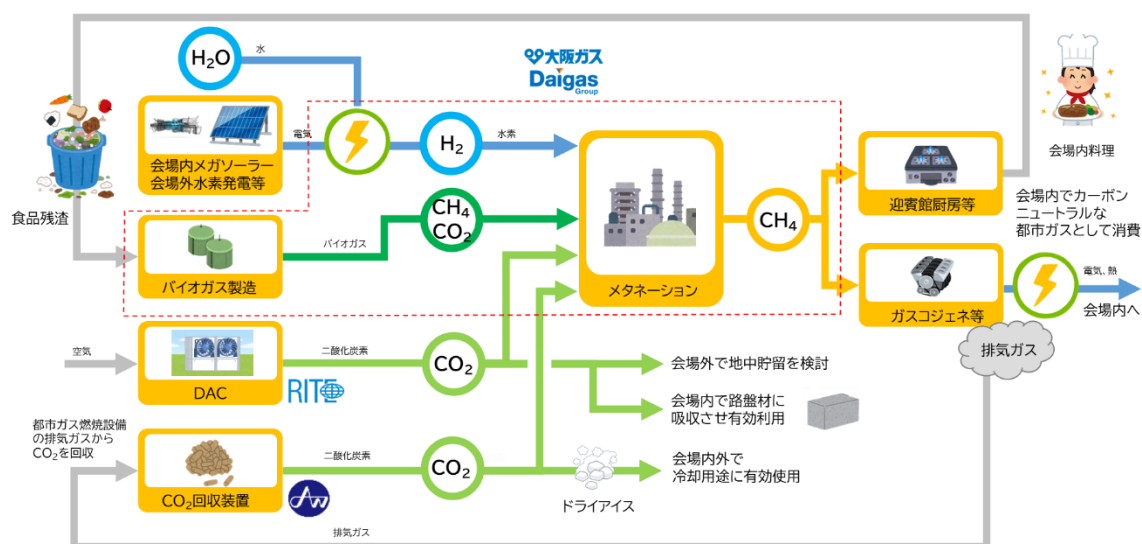 H₂O
水
大阪ガス
Daigas
Group
会場内メガソーラー
会場外水素発電等
電気
H₂
水素
会場内料理
食品残渣
CH₄
CO₂
バイオガス
バイオガス製造
メタネーション
CH₄
迎賓館厨房等
会場内でカーボン
ニュートラルな
都市ガスとして消費
ガスコジェネ等
電気、熱
会場内へ
排気ガス
空気
DAC
RITE
二酸化炭素
CO₂
会場外で地中貯留を検討
会場内で路盤材に
吸収させ有効利用
都市ガス燃焼設備
の排気ガスから
CO₂を回収
CO₂回収装置
二酸化炭素
CO₂
ドライアイス
会場内外で
冷却用途に有効使用
排気ガス